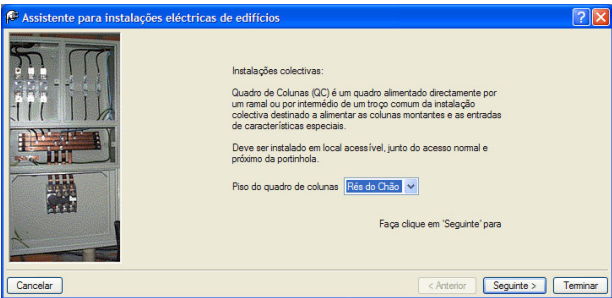 Assistente para instalações eléctricas de edifícios
Instalações colectivas:
Quadro de Colunas (QC) é um quadro alimentado directamente por
um ramal ou por intermédio de um troço comum da instalação
colectiva destinado a alimentar as colunas montantes e as entradas
de características especiais.
Deve ser instalado em local acessível, junto do acesso normal e
próximo da portinhola.
Piso do quadro de colunas Rés do Chão
Faça clique em 'Seguinte' para
Cancelar < Anterior Seguinte > Terminar